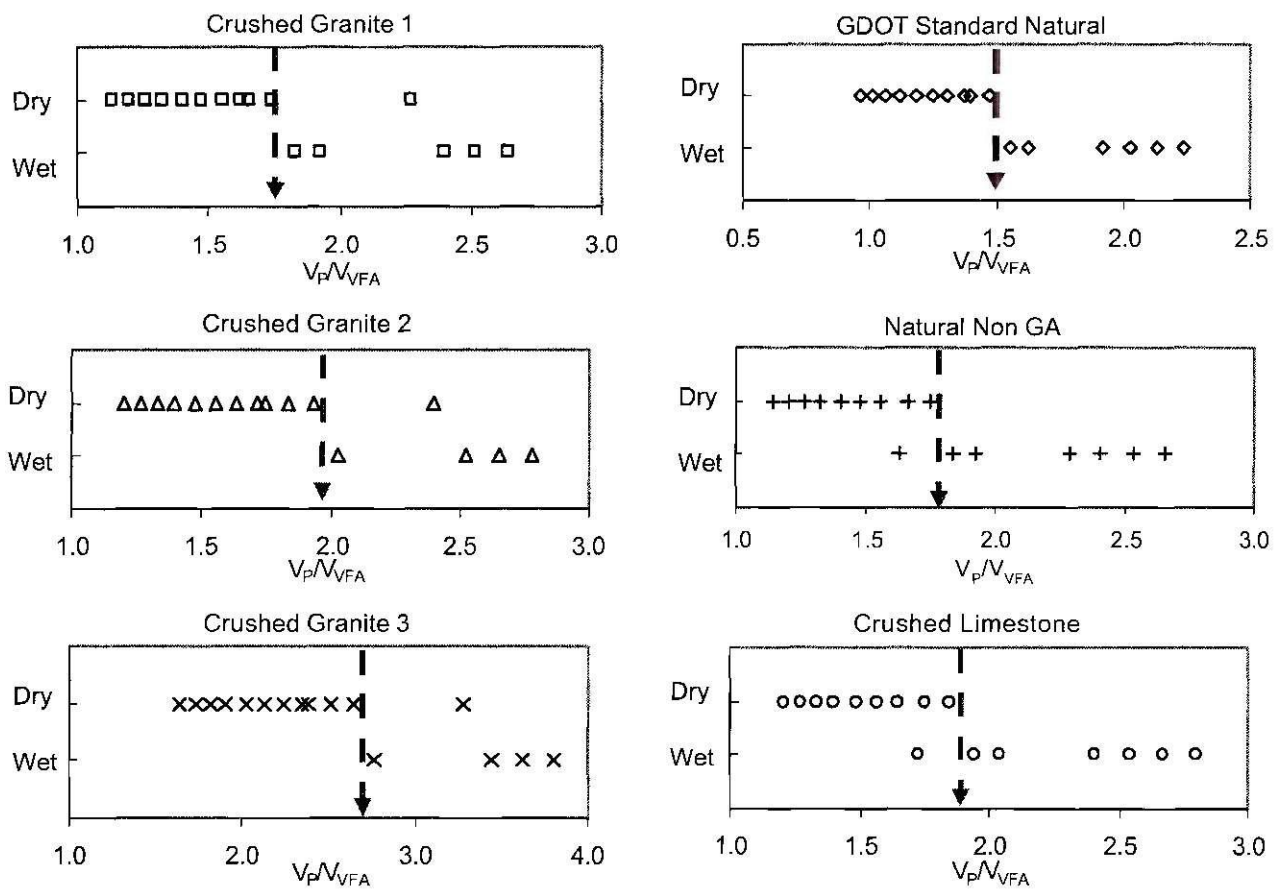 Crushed Granite 1
Dry
Wet
1.0 1.5 2.0 2.5 3.0
VP/VVFA
GDOT Standard Natural
Dry
Wet
0.5 1.0 1.5 2.0 2.5
VP/VVFA
Crushed Granite 2
Dry
Wet
1.0 1.5 2.0 2.5 3.0
VP/VVFA
Natural Non GA
Dry
Wet
1.0 1.5 2.0 2.5 3.0
VP/VVFA
Crushed Granite 3
Dry
Wet
1.0 2.0 3.0 4.0
VP/VVFA
Crushed Limestone
Dry
Wet
1.0 1.5 2.0 2.5 3.0
VP/VVFA